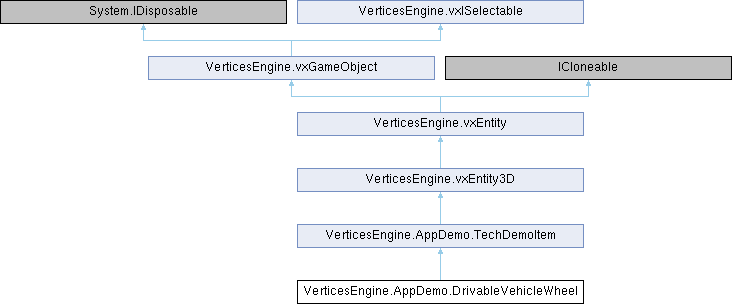 System.IDisposable
VerticesEngine.vxISelectable
VerticesEngine.vxGameObject
ICloneable
VerticesEngine.vxEntity
VerticesEngine.vxEntity3D
VerticesEngine.AppDemo.TechDemoItem
VerticesEngine.AppDemo.DrivableVehicleWheel